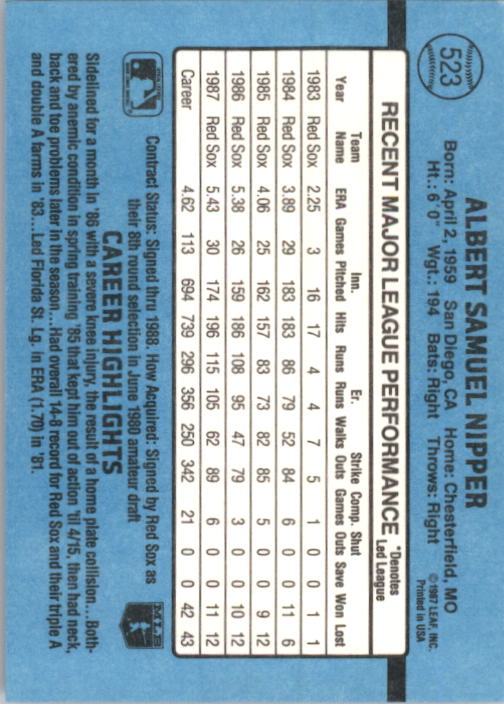 523
ALBERT SAMUEL NIPPER
Born: April 2, 1959 San Diego, CA Home: Chesterfield, MO
Ht.: 6'0" Wgt.: 194 Bats: Right Throws: Right
©1987 LEAF, INC.
Printed in USA
RECENT MAJOR LEAGUE PERFORMANCE
*Denotes
Led League
Team Inn. Er. Strike Comp. Shut
Year Name ERA Games Pitched Hits Runs Runs Walks Outs Games Outs Save Won Lost
1983 Red Sox 2.25 3 16 17 4 4 7 5 1 0 0 1 1
1984 Red Sox 3.89 29 183 183 86 79 52 84 6 0 0 11 6
1985 Red Sox 4.06 25 162 157 83 73 82 85 5 0 0 9 12
1986 Red Sox 5.38 26 159 186 108 95 47 79 3 0 0 10 12
1987 Red Sox 5.43 30 174 196 115 105 62 89 6 0 0 11 12
Career 4.62 113 694 739 296 356 250 342 21 0 0 42 43
Contract Status: Signed thru 1988. How Acquired: Signed by Red Sox as
their 8th round selection in June 1980 amateur draft
CAREER HIGHLIGHTS
Sidelined for a month in '86 with a severe knee injury, the result of a home plate collision...Both-
ered by anemic condition in spring training '85 that kept him out of action 'til 4/15, then had neck,
back and toe problems later in the season...Had overall 14-8 record for Red Sox and their triple A
and double A farms in '83...Led Florida St. Lg. in ERA (1.70) in '81.